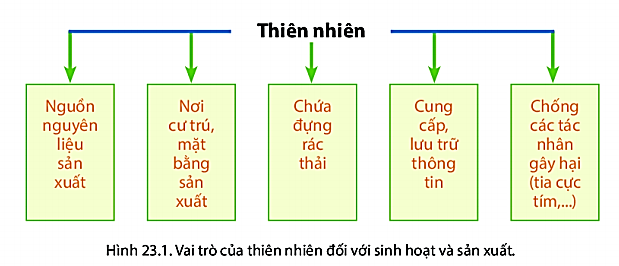 Thiên nhiên
Nguồn
nguyên
liệu
sản
xuất
Nơi
cư trú,
mặt
bằng
sản
xuất
Chứa
đựng
rác
thải
Cung
cấp,
lưu trữ
thông
tin
Chống
các tác
nhân
gây hại
(tia cực
tím,...)
Hình 23.1. Vai trò của thiên nhiên đối với sinh hoạt và sản xuất.